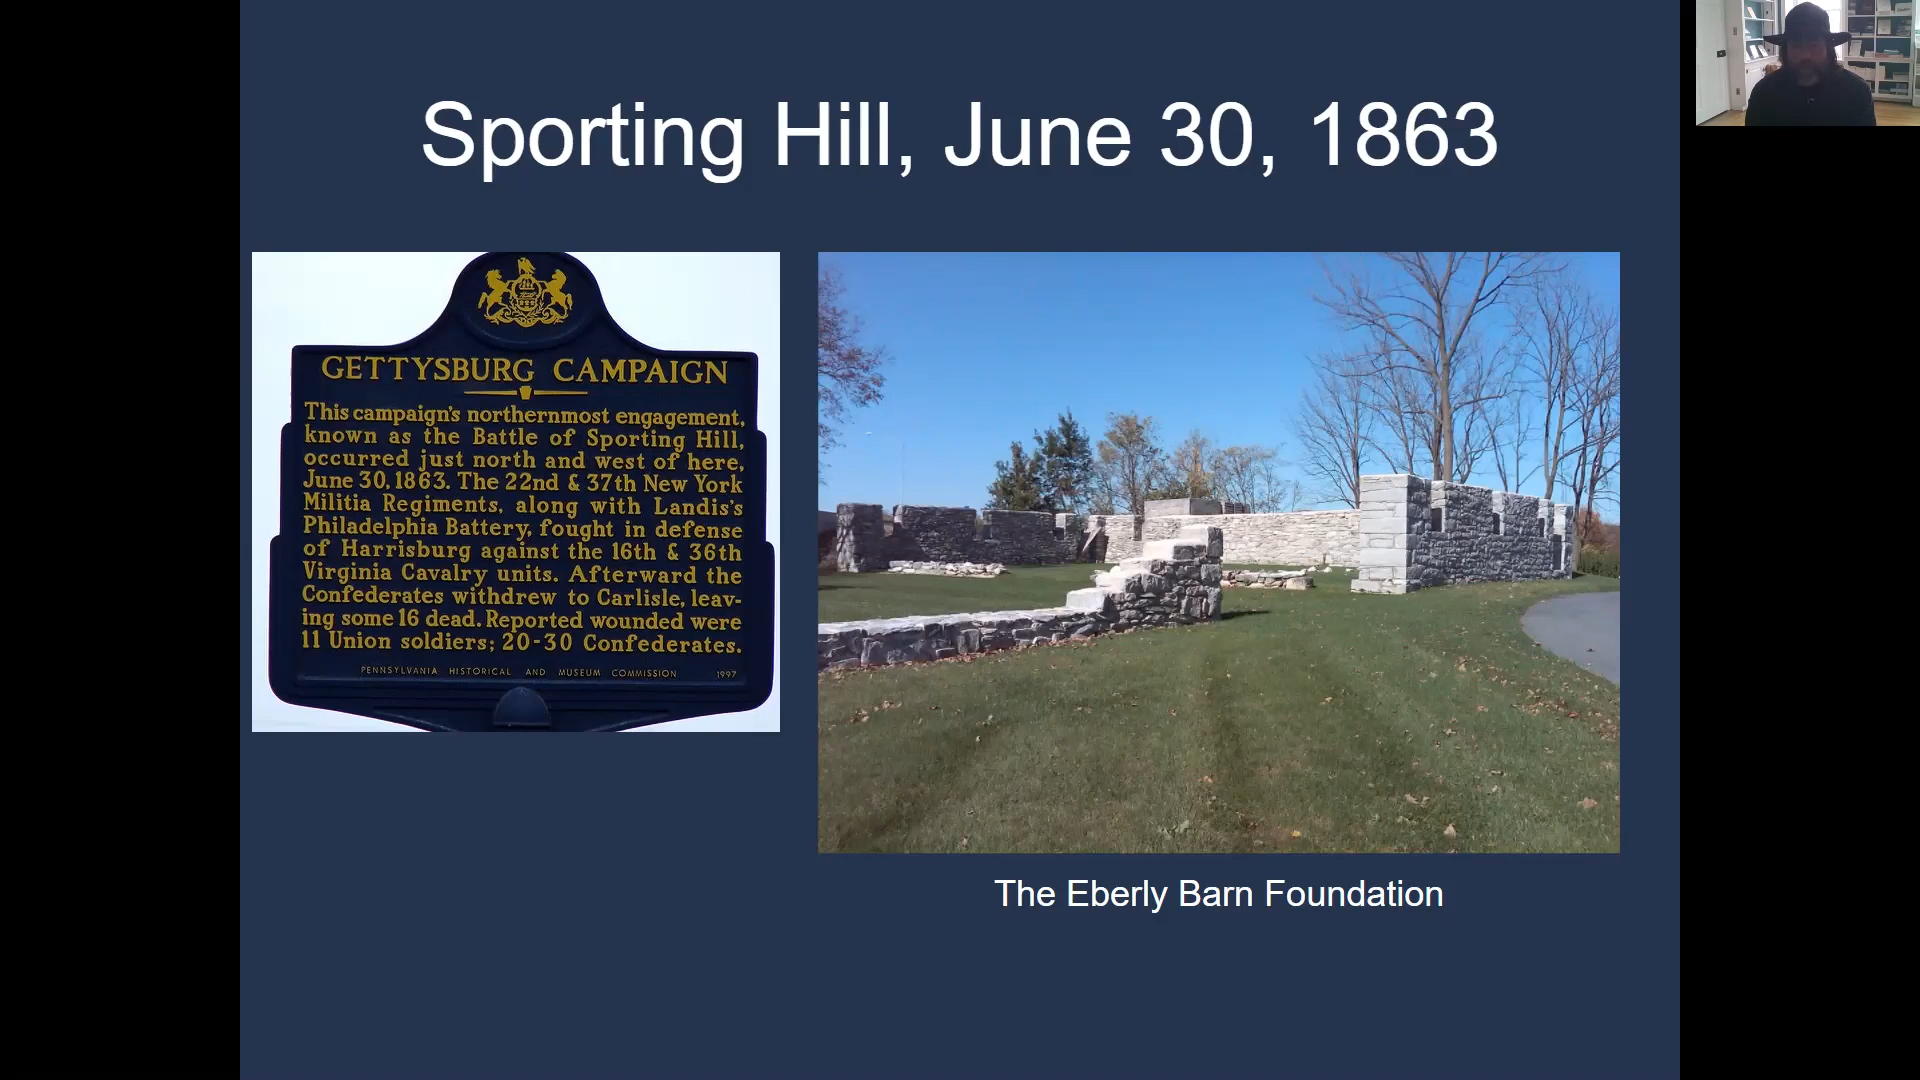 Sporting Hill, June 30, 1863
GETTYSBURG CAMPAIGN
This campaign's northernmost engagement,
known as the Battle of Sporting Hill,
occurred just north and west of here,
June 30, 1863. The 22nd & 37th New York
Militia Regiments, along with Landis's
Philadelphia Battery, fought in defense
of Harrisburg against the 16th & 36th
Virginia Cavalry units. Afterward the
Confederates withdrew to Carlisle, leav-
ing some 16 dead. Reported wounded were
11 Union soldiers; 20-30 Confederates.
PENNSYLVANIA HISTORICAL AND MUSEUM COMMISSION 1997
The Eberly Barn Foundation